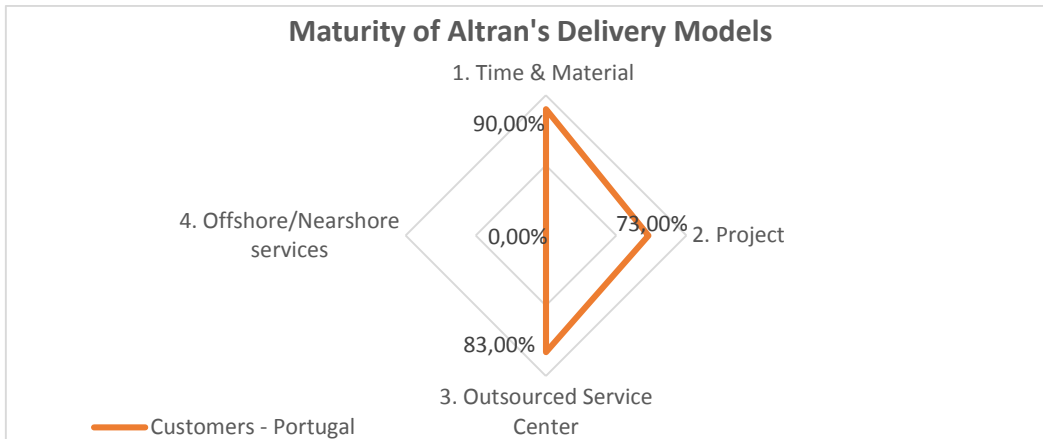 Maturity of Altran's Delivery Models
1. Time & Material
90,00%
4. Offshore/Nearshore
services
0,00%
73,00%
2. Project
83,00%
3. Outsourced Service
Center
Customers - Portugal